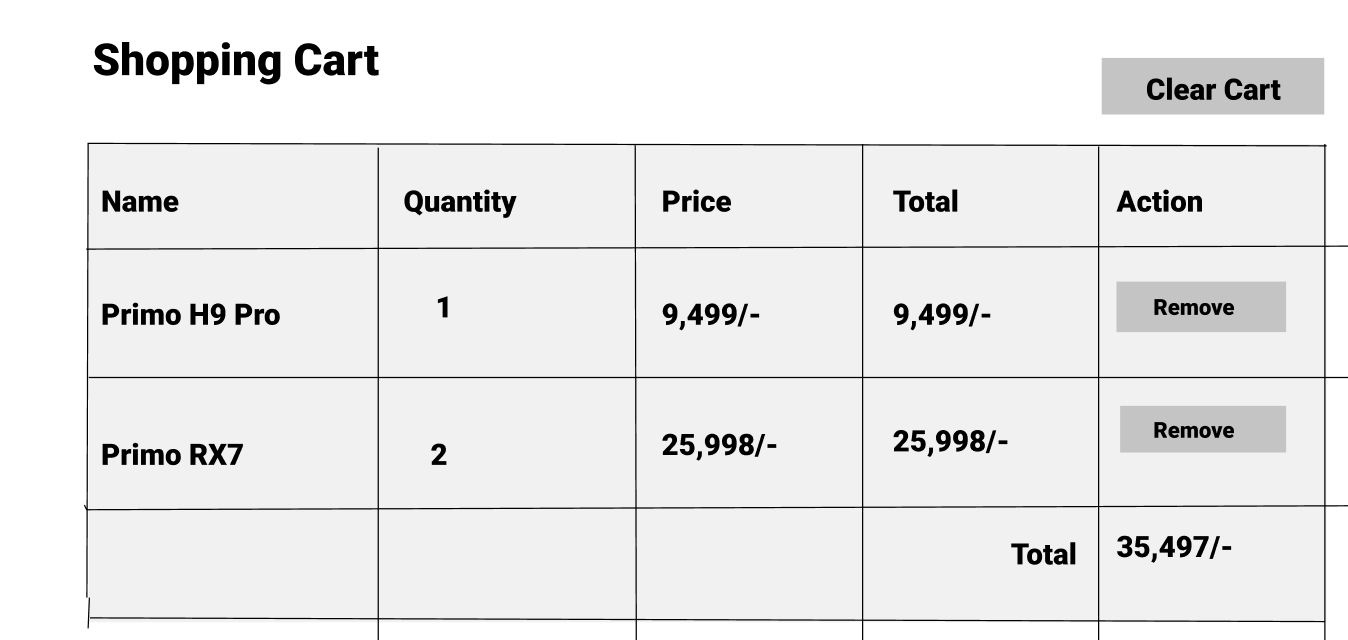 Shopping Cart
Clear Cart
Name Quantity Price Total Action
Primo H9 Pro 1 9,499/- 9,499/- Remove
Primo RX7 2 25,998/- 25,998/- Remove
Total 35,497/-